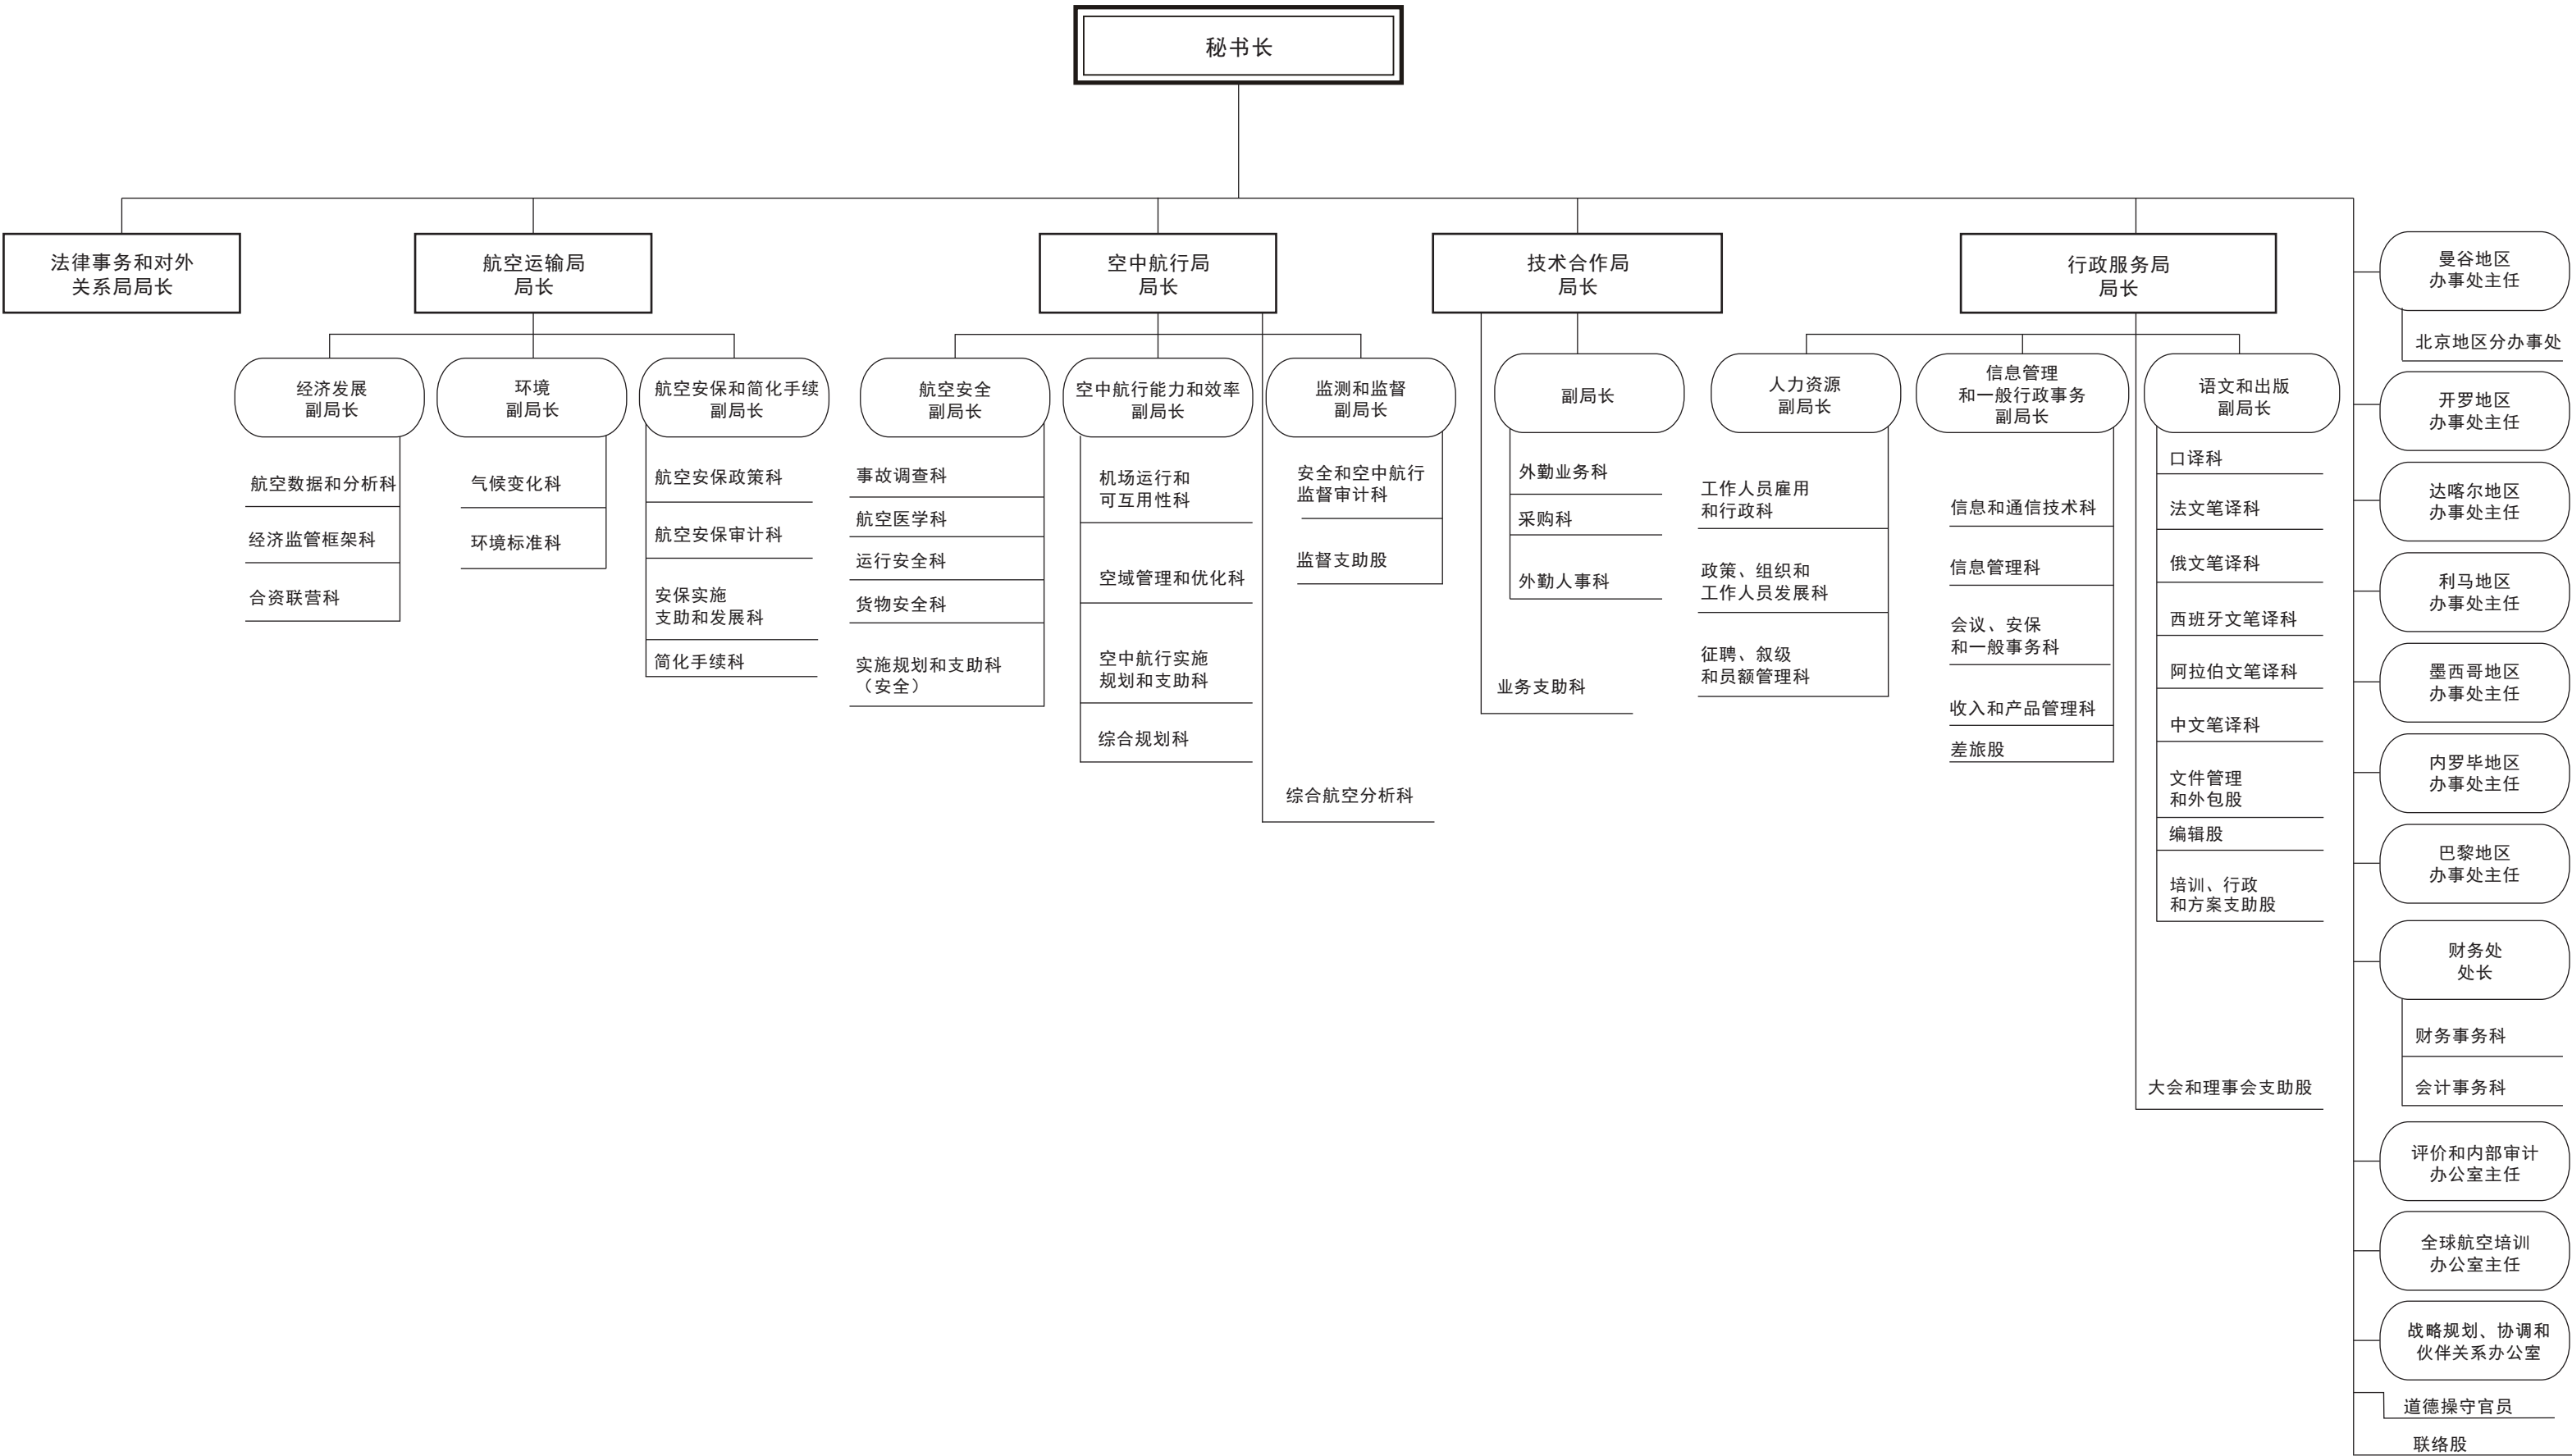 秘书长
法律事务和对外
关系局局长
航空运输局
局长
经济发展
副局长
航空数据和分析科
经济监管框架科
合资联营科
环境
副局长
气候变化科
环境标准科
航空安保和简化手续
副局长
航空安保政策科
航空安保审计科
安保实施
支助和发展科
简化手续科
空中航行局
局长
航空安全
副局长
事故调查科
航空医学科
运行安全科
货物安全科
实施规划和支助科
（安全）
空中航行能力和效率
副局长
机场运行和
可互用性科
空域管理和优化科
空中航行实施
规划和支助科
综合规划科
监测和监督
副局长
安全和空中航行
监督审计科
监督支助股
综合航空分析科
技术合作局
局长
副局长
外勤业务科
采购科
外勤人事科
业务支助科
行政服务局
局长
人力资源
副局长
工作人员雇用
和行政科
政策、组织和
工作人员发展科
征聘、叙级
和员额管理科
信息管理
和一般行政事务
副局长
信息和通信技术科
信息管理科
会议、安保
和一般事务科
收入和产品管理科
差旅股
语文和出版
副局长
口译科
法文笔译科
俄文笔译科
西班牙文笔译科
阿拉伯文笔译科
中文笔译科
文件管理
和外包股
编辑股
培训、行政
和方案支助股
大会和理事会支助股
曼谷地区
办事处主任
北京地区分办事处
开罗地区
办事处主任
达喀尔地区
办事处主任
利马地区
办事处主任
墨西哥地区
办事处主任
内罗毕地区
办事处主任
巴黎地区
办事处主任
财务处
处长
财务事务科
会计事务科
评价和内部审计
办公室主任
全球航空培训
办公室主任
战略规划、协调和
伙伴关系办公室
道德操守官员
联络股